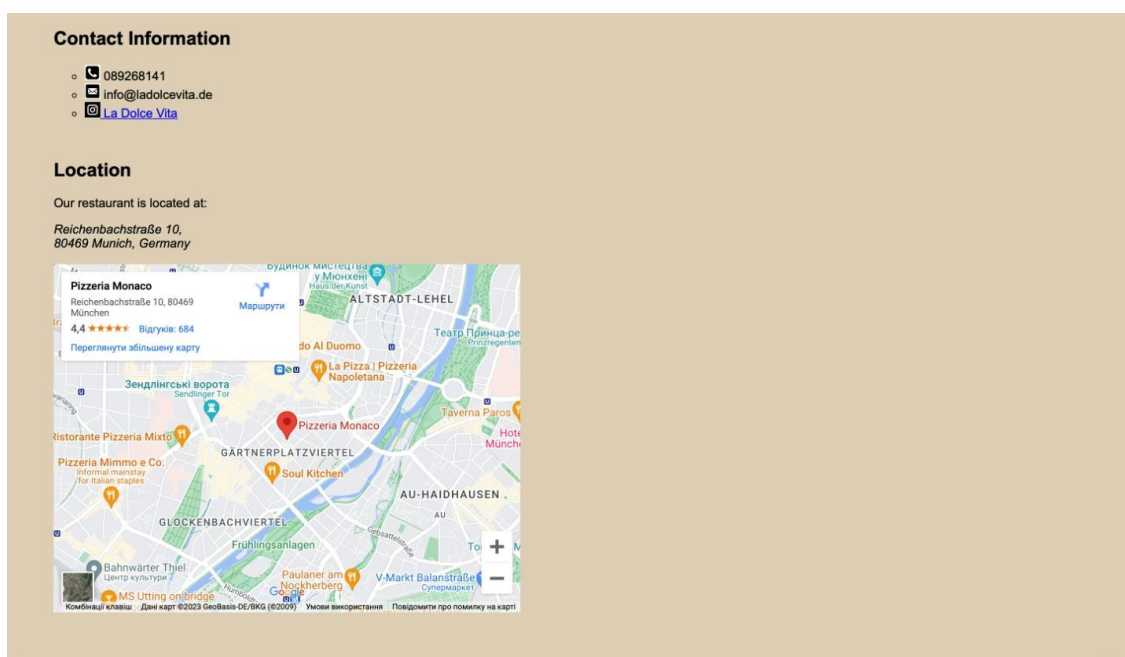 Contact Information
089268141
info@ladolcevita.de
La Dolce Vita
Location
Our restaurant is located at:
Reichenbachstraße 10,
80469 Munich, Germany
Будинок мистецтва
у Мюнхені
Haus der Kunst
Pizzeria Monaco
Reichenbachstraße 10, 80469
München
Маршрути
4,4
Відгуків: 684
Переглянути збільшену карту
ALTSTADT-LEHEL
Театр Принца-ре
Prinzregenten
do Al Duomo
La Pizza | Pizzeria
Napoletana
Зендлінгські ворота
Sendlinger Tor
Taverna Paros
Pizzeria Monaco
Hote
Münche
Ristorante Pizzeria Mixto
GÄRTNERPLATZVIERTEL
Pizzeria Mimmo e Co.
Informal mainstay
for Italian staples
Soul Kitchen
AU-HAIDHAUSEN
AU
GLOCKENBACHVIERTEL
Frühlingsanlagen
Bahnwärter Thiel
Центр культури
Paulaner am
Nockherberg
V-Markt Balanstraße
Супермаркет
MS Utting on bridge
Google
Комбінації клавіш Дані карт ©2023 GeoBasis-DE/BKG (©2009) Умови використання Повідомити про помилку на карті